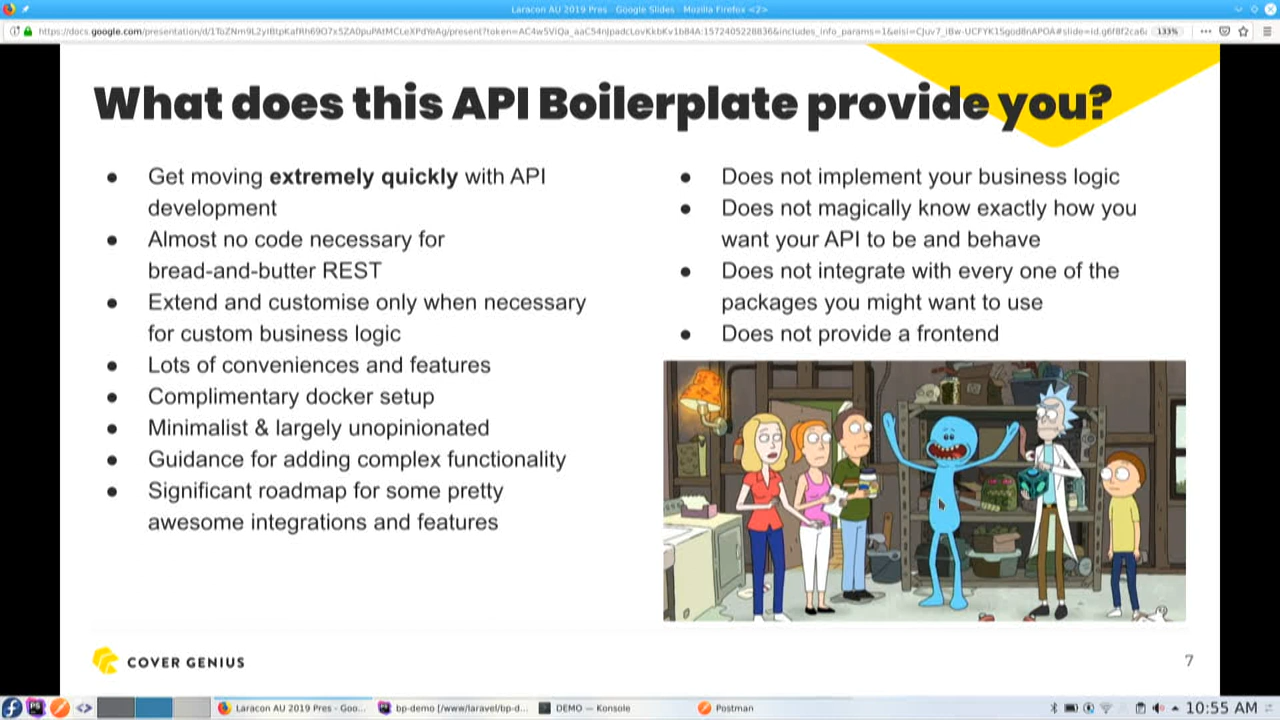 Laracon AU 2019 Pres - Google Slides - Mozilla Firefox <2>
133%
What does this API Boilerplate provide you?
● Get moving extremely quickly with API
development
● Almost no code necessary for
bread-and-butter REST
● Extend and customise only when necessary
for custom business logic
● Lots of conveniences and features
● Complimentary docker setup
● Minimalist & largely unopinionated
● Guidance for adding complex functionality
● Significant roadmap for some pretty
awesome integrations and features
● Does not implement your business logic
● Does not magically know exactly how you
want your API to be and behave
● Does not integrate with every one of the
packages you might want to use
● Does not provide a frontend
COVER GENIUS
7
Laracon AU 2019 Pres - Goo...
bp-demo [/www/laravel/bp-d...
DEMO — Konsole
Postman
10:55 AM